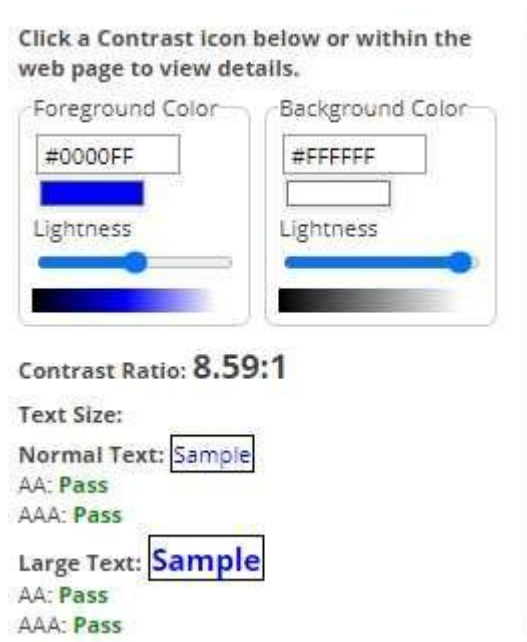 Click a Contrast icon below or within the
web page to view details.
Foreground Color
Background Color
#0000FF
#FFFFFF
Lightness
Lightness
Contrast Ratio: 8.59:1
Text Size:
Normal Text: Sample
AA: Pass
AAA: Pass
Large Text: Sample
AA: Pass
AAA: Pass